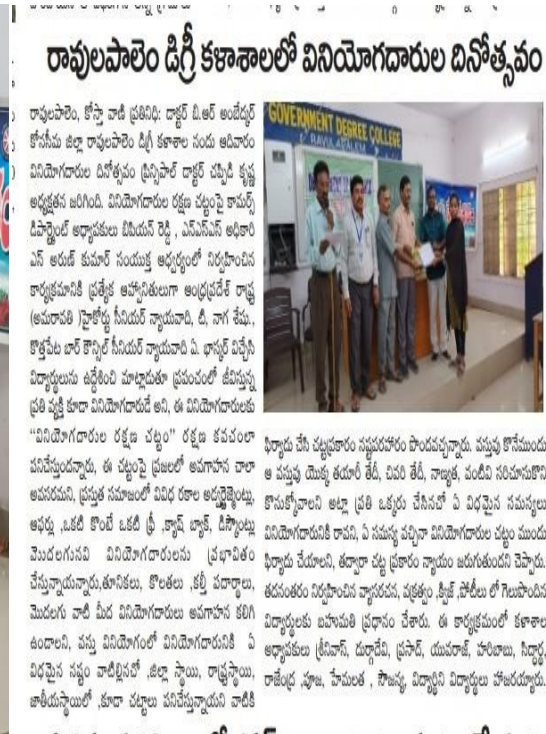 రావులపాలెం డిగ్రీ కళాశాలలో వినియోగదారుల దినోత్సవం
రావులపాలెం, కోస్తా వాణి ప్రతినిధి: డాక్టర్ బి.ఆర్ అంబేద్కర్
కోనసీమ జిల్లా రావులపాలెం డిగ్రీ కళాశాల నందు ఆదివారం
వినియోగదారుల దినోత్సవం ప్రిన్సిపాల్ డాక్టర్ చప్పిడి కృష్ణ
అధ్యక్షతన జరిగింది. వినియోగదారుల రక్షణ చట్టంపై కామర్స్
డిపార్ట్మెంట్ అధ్యాపకులు బిపియన్ రెడ్డి , ఎన్ఎస్ఎస్ అధికారి
ఎన్ అరుణ్ కుమార్ సంయుక్త ఆధ్వర్యంలో నిర్వహించిన
కార్యక్రమానికి ప్రత్యేక ఆహ్వానితులుగా ఆంధ్రప్రదేశ్ రాష్ట్ర
(అమరావతి )హైకోర్టు సీనియర్ న్యాయవాది, టి, నాగ శేషు.,
కొత్తపేట బార్ కౌన్సిల్ సీనియర్ న్యాయవాది ఏ. భాస్కర్ విచ్చేసి
విద్యార్థులును ఉద్దేశించి మాట్లాడుతూ ప్రపంచంలో జీవిస్తున్న
ప్రతి వ్యక్తి కూడా వినియోగదారుడే అని, ఈ వినియోగదారులకు
“వినియోగదారుల రక్షణ చట్టం” రక్షణ కవచంలా
పనిచేస్తుందన్నారు, ఈ చట్టంపై ప్రజలలో అవగాహన చాలా
అవసరమని, ప్రస్తుత సమాజంలో వివిధ రకాల అడ్వర్టైజ్మెంట్లు,
ఆఫర్లు ,ఒకటి కొంటే ఒకటి ఫ్రీ ,క్యాష్ బ్యాక్, డిస్కౌంట్లు
మొదలగునవి వినియోగదారులను ప్రభావితం
చేస్తున్నాయన్నారు,తూనికలు, కొలతలు ,కల్తీ పదార్థాలు,
మొదలగు వాటి మీద వినియోగదారులు అవగాహన కలిగి
ఉండాలని, వస్తు వినియోగంలో వినియోగదారునికి ఏ
విధమైన నష్టం వాటిల్లినచో ,జిల్లా స్థాయి, రాష్ట్రస్థాయి,
జాతీయస్థాయిలో ,కూడా చట్టాలు పనిచేస్తున్నాయని వాటికి
GOVERNMENT DEGREE COLLEGE
RAVULAPALEM
ఫిర్యాదు చేసి చట్టప్రకారం నష్టపరిహారం పొందవచ్చన్నారు. వస్తువు కొనేముందు
ఆ వస్తువు యొక్క తయారీ తేదీ, చివరి తేదీ, నాణ్యత, వంటివి సరిచూసుకొని
కొనుక్కోవాలని అట్లా ప్రతి ఒక్కరు చేసినచో ఏ విధమైన సమస్యలు
వినియోగదారునికి రావని, ఏ సమస్య వచ్చినా వినియోగదారుల చట్టం ముందు
ఫిర్యాదు చేయాలని, తద్వారా చట్ట ప్రకారం న్యాయం జరుగుతుందని చెప్పారు.
తదనంతరం నిర్వహించిన వ్యాసరచన, వక్తృత్వం ,క్విజ్ ,పోటీలు లో గెలుపొందిన
విద్యార్థులకు బహుమతి ప్రధానం చేశారు. ఈ కార్యక్రమంలో కళాశాల
అధ్యాపకులు శ్రీనివాస్, దుర్గాదేవి, ప్రసాద్, యువరాజ్, హరిబాబు, సిద్ధార్థ,
రాజేంద్ర ,పూజ, హేమలత , సౌజన్య, విద్యార్థిని విద్యార్థులు హాజరయ్యారు.